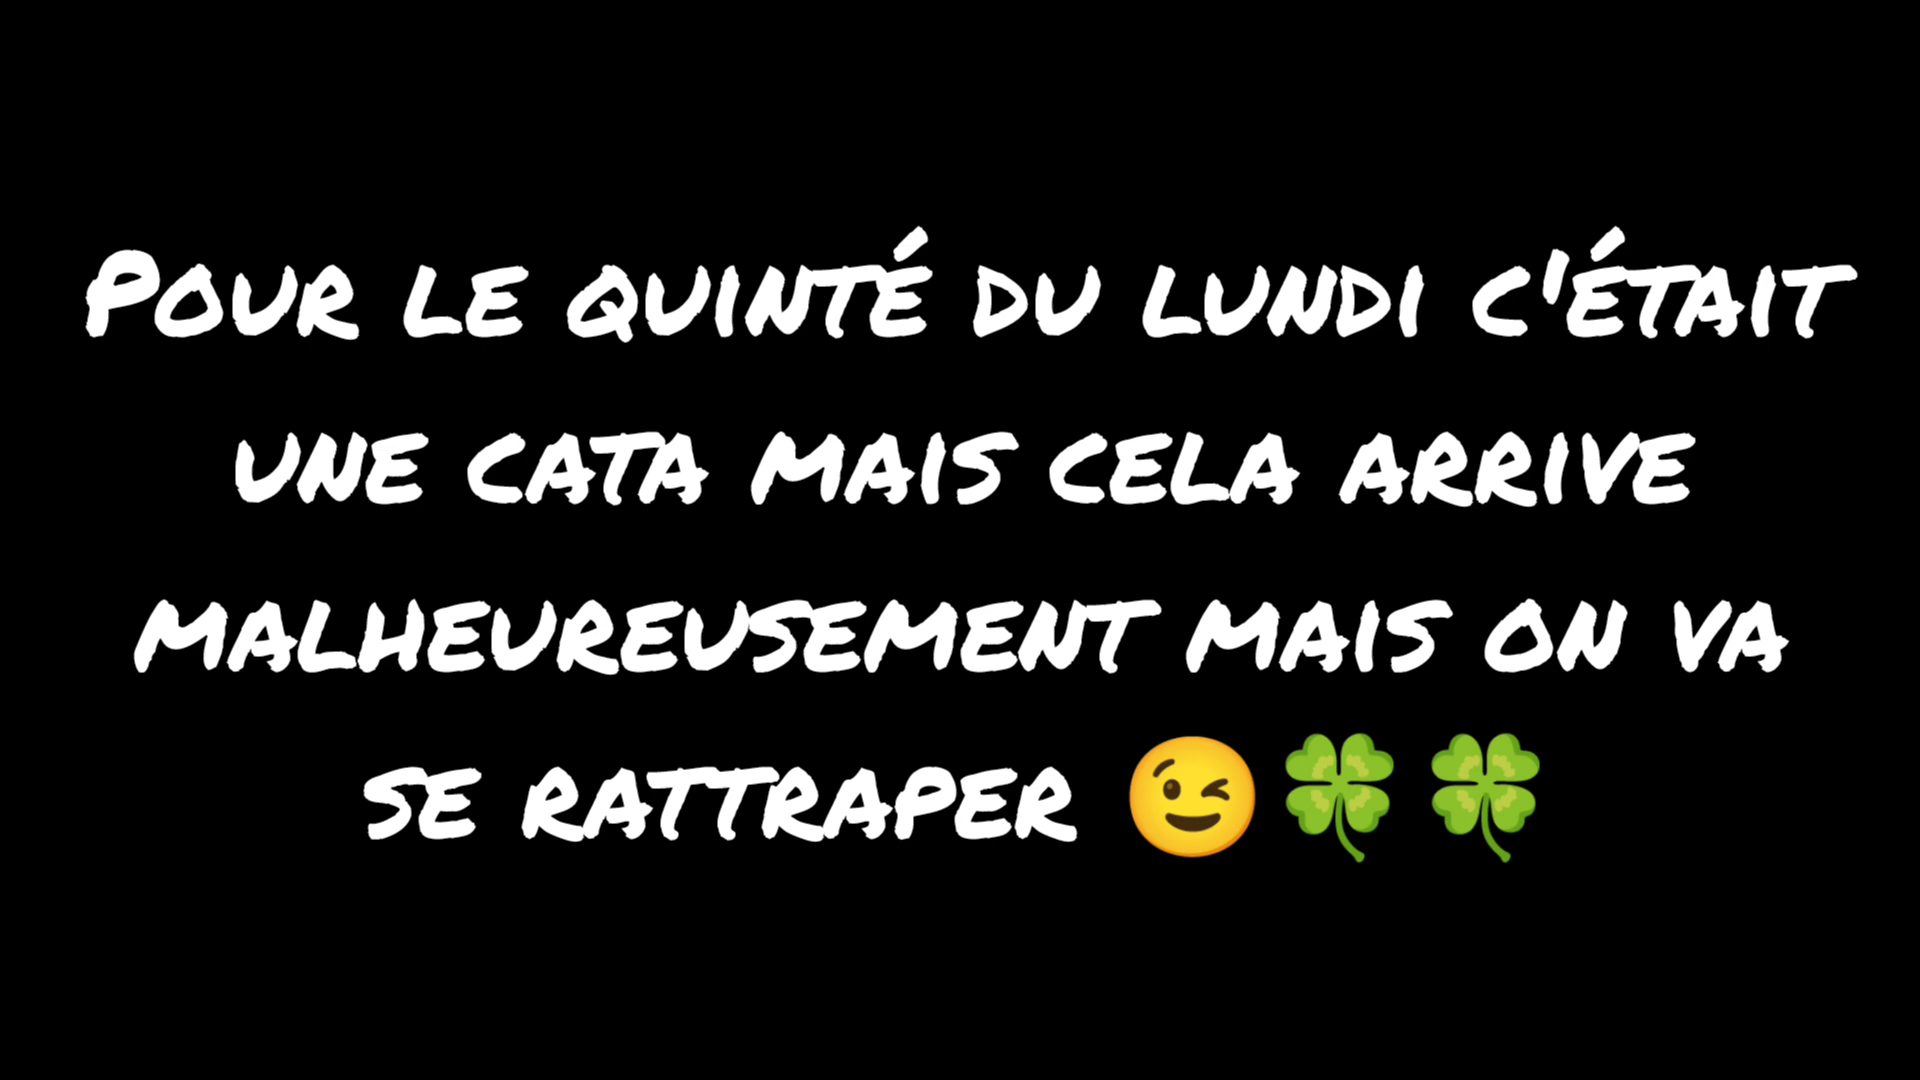 Pour le quinté du lundi c'était
une cata mais cela arrive
malheureusement mais on va
se rattraper 😉🍀🍀